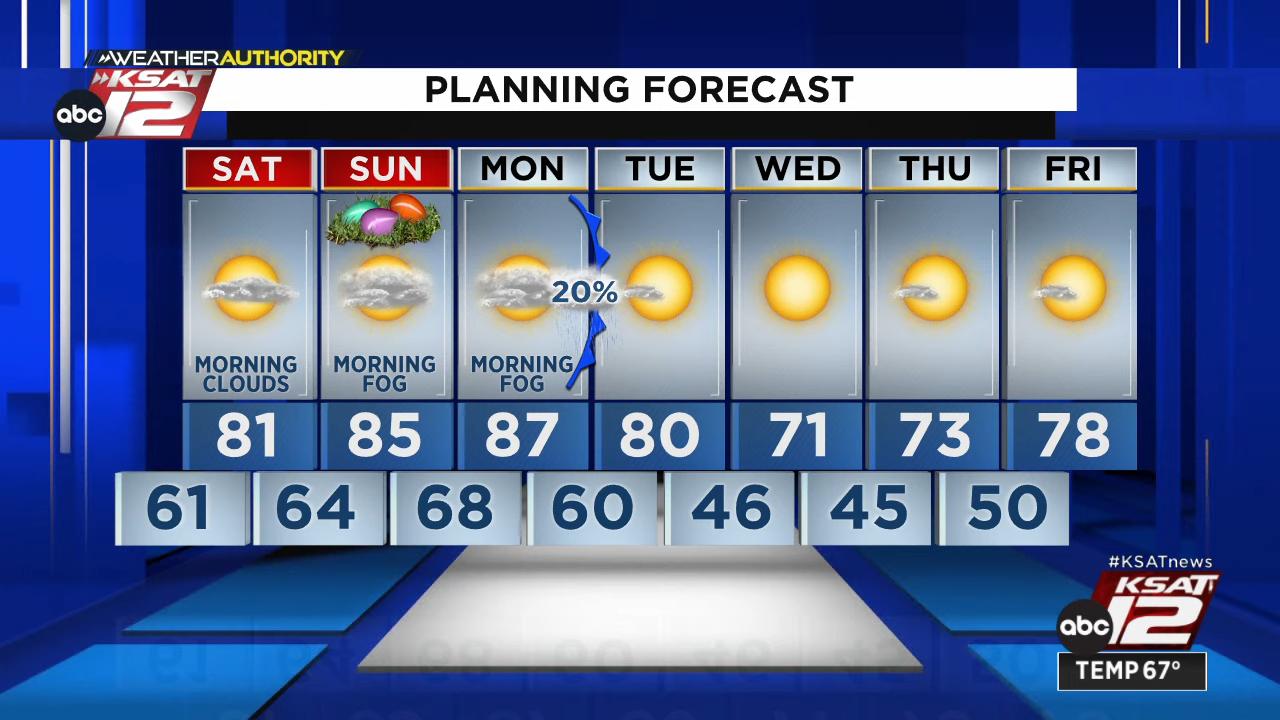 WEATHERAUTHORITY
KSAT
abc 12
PLANNING FORECAST
SAT SUN MON TUE WED THU FRI
20%
MORNING CLOUDS
MORNING FOG
MORNING FOG
81 85 87 80 71 73 78
61 64 68 60 46 45 50
#KSATnews
KSAT
abc 12
TEMP 67°